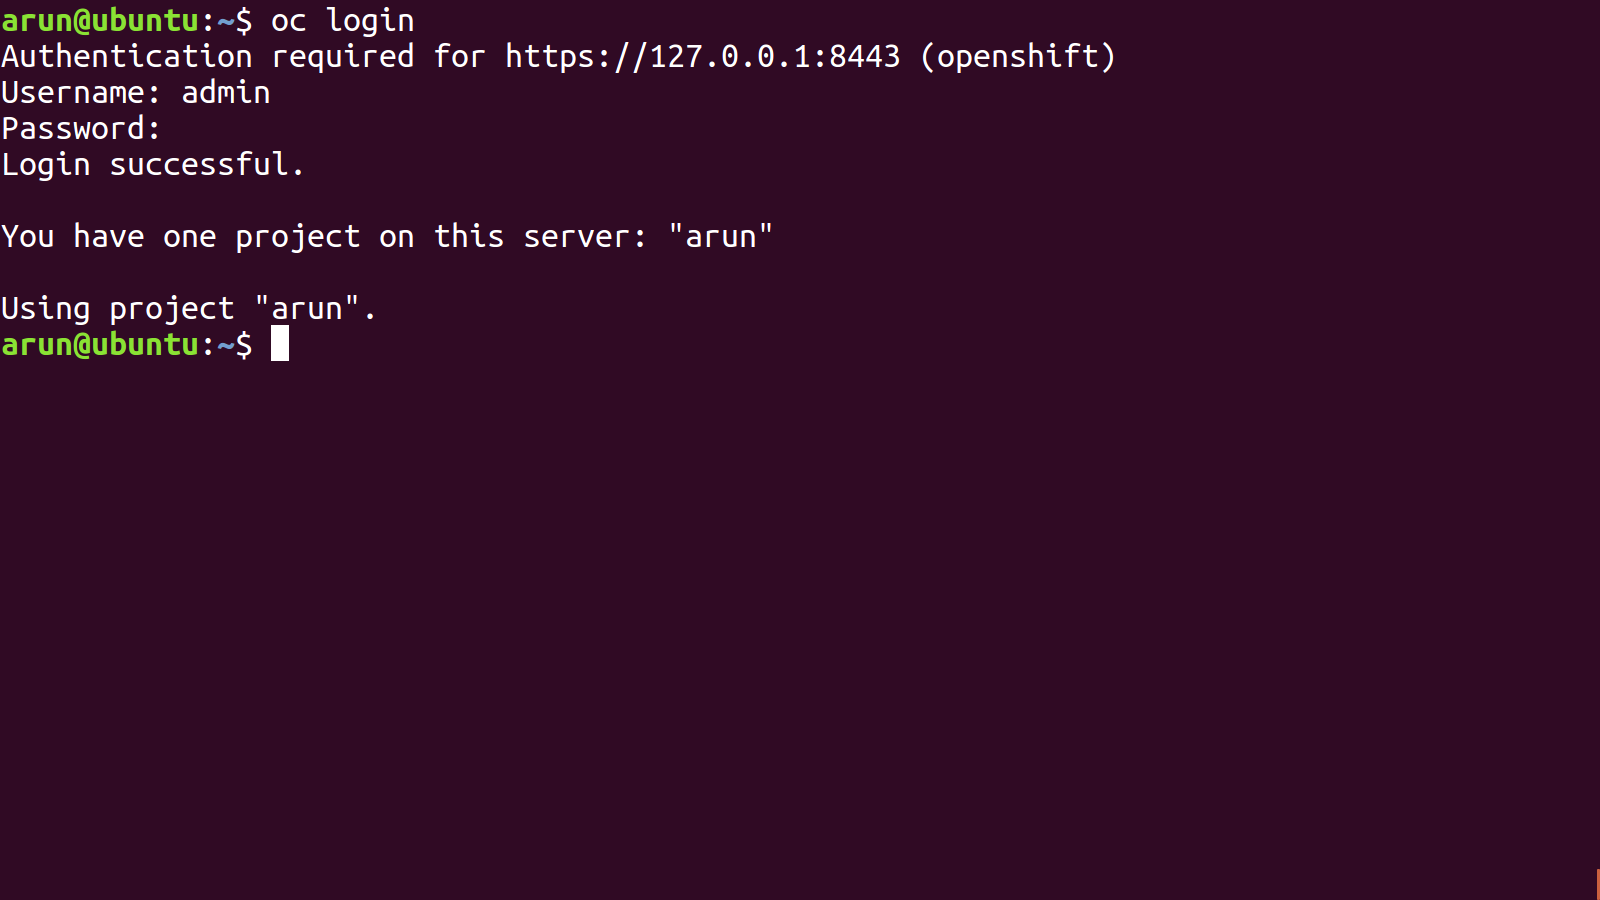 arun@ubuntu:~$ oc login
Authentication required for https://127.0.0.1:8443 (openshift)
Username: admin
Password:
Login successful.
You have one project on this server: "arun"
Using project "arun".
arun@ubuntu:~$